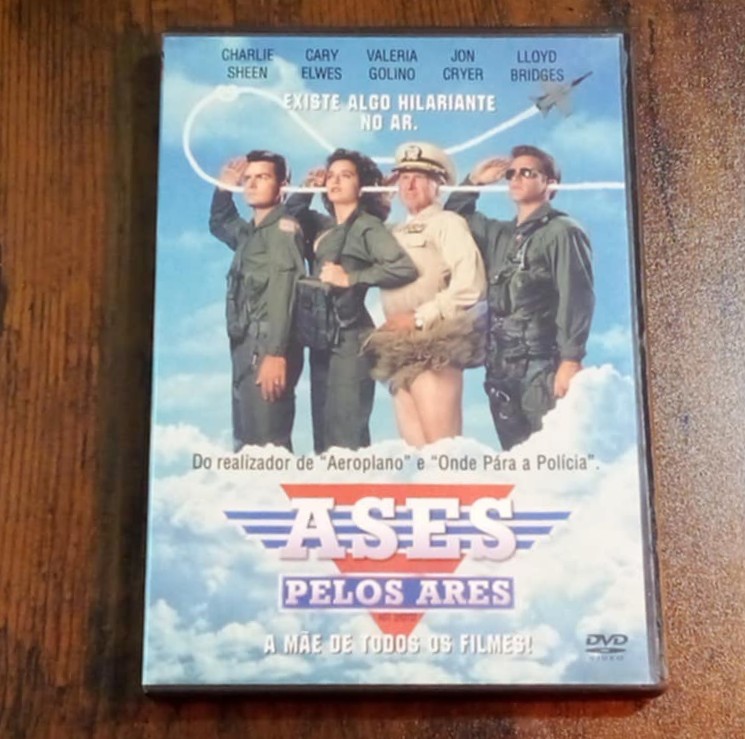 CHARLIE CARY VALERIA JON LLOYD
SHEEN ELWES GOLINO CRYER BRIDGES
EXISTE ALGO HILARIANTE
NO AR.
Do realizador de "Aeroplano" e "Onde Pára a Polícia".
ASES
PELOS ARES
A MÃE DE TODOS OS FILMES!
DVD
VIDEO